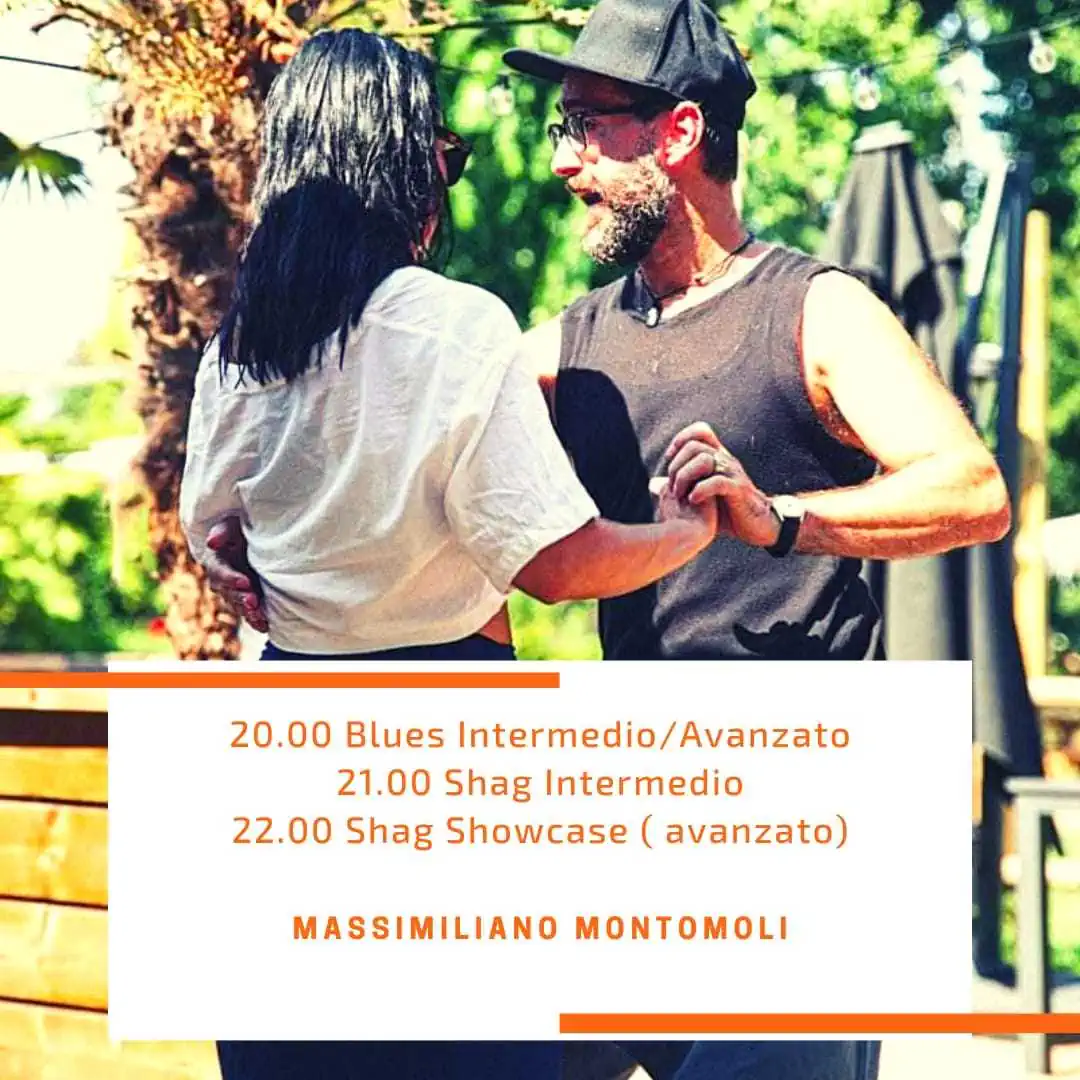 20.00 Blues Intermedio/Avanzato
21.00 Shag Intermedio
22.00 Shag Showcase ( avanzato)
MASSIMILIANO MONTOMOLI